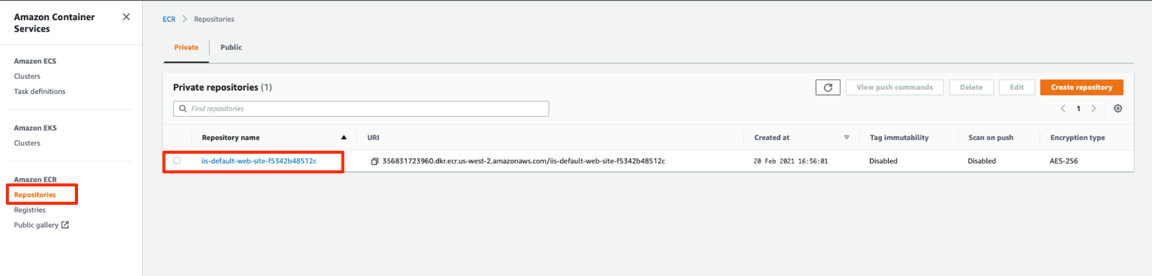 Amazon Container
Services
Amazon ECS
Clusters
Task definitions
Amazon EKS
Clusters
Amazon ECR
Repositories
Registries
Public gallery
ECR > Repositories
Private Public
Private repositories (1)
View push commands Delete Edit Create repository
Find repositories
1
Repository name URI Created at Tag immutability Scan on push Encryption type
iis-default-web-site-f5342b48512c 356831723960.dkr.ecr.us-west-2.amazonaws.com/iis-default-web-site-f5342b48512c 20 Feb 2021 16:56:01 Disabled Disabled AES-256